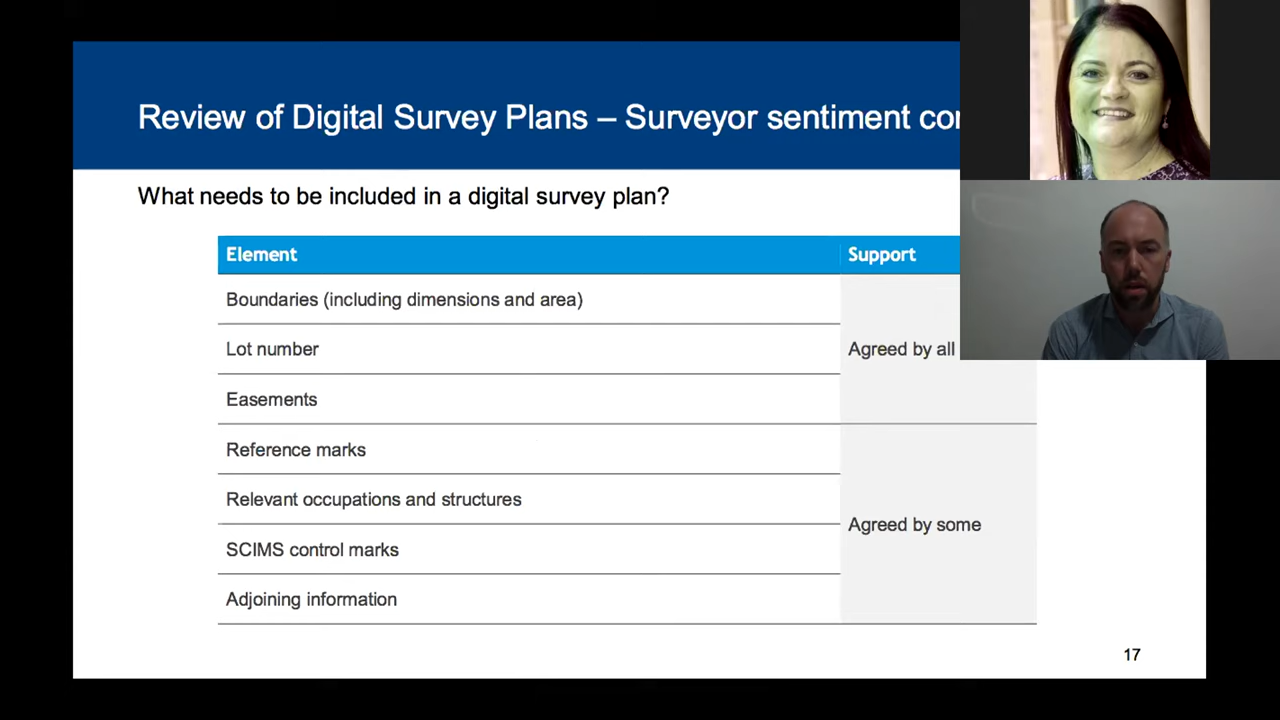 Review of Digital Survey Plans – Surveyor sentiment
What needs to be included in a digital survey plan?
Element Support
Boundaries (including dimensions and area)
Lot number
Agreed by all
Easements
Reference marks
Relevant occupations and structures
Agreed by some
SCIMS control marks
Adjoining information
17